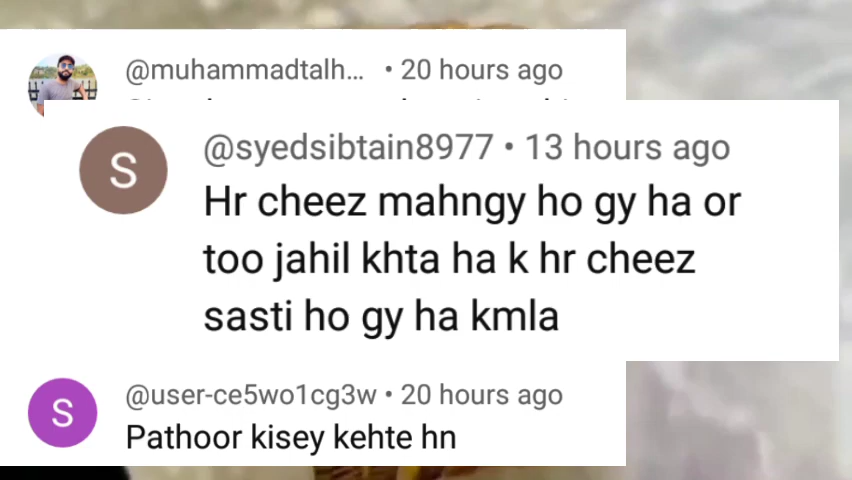 @muhammadtalh... • 20 hours ago
@syedsibtain8977 • 13 hours ago
S
Hr cheez mahngy ho gy ha or
too jahil khta ha k hr cheez
sasti ho gy ha kmla
@user-ce5wo1cg3w • 20 hours ago
S
Pathoor kisey kehte hn